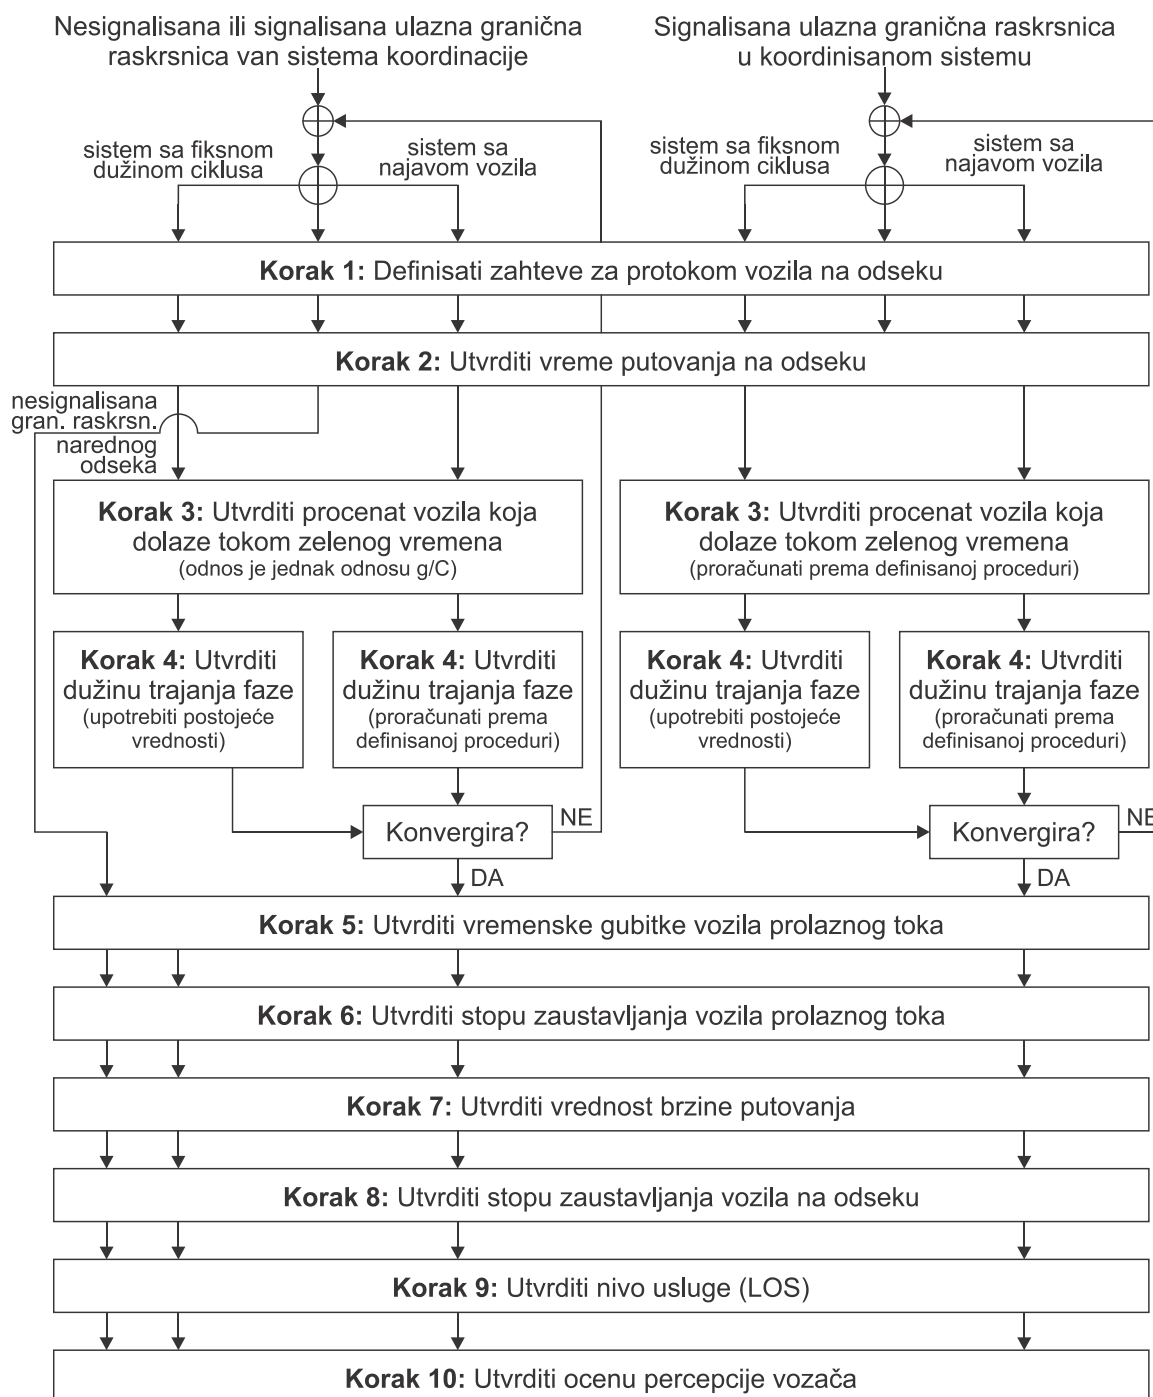 Nesignalisana ili signalisana ulazna granična
raskrsnica van sistema koordinacije
Signalisana ulazna granična raskrsnica
u koordinisanom sistemu
sistem sa fiksnom
dužinom ciklusa
sistem sa
najavom vozila
sistem sa fiksnom
dužinom ciklusa
sistem sa
najavom vozila
Korak 1: Definisati zahteve za protokom vozila na odseku
Korak 2: Utvrditi vreme putovanja na odseku
nesignalisana
gran. raskrsn.
narednog
odseka
Korak 3: Utvrditi procenat vozila koja
dolaze tokom zelenog vremena
(odnos je jednak odnosu g/C)
Korak 3: Utvrditi procenat vozila koja
dolaze tokom zelenog vremena
(proračunati prema definisanoj proceduri)
Korak 4: Utvrditi
dužinu trajanja faze
(upotrebiti postojeće
vrednosti)
Korak 4: Utvrditi
dužinu trajanja faze
(proračunati prema
definisanoj proceduri)
Korak 4: Utvrditi
dužinu trajanja faze
(upotrebiti postojeće
vrednosti)
Korak 4: Utvrditi
dužinu trajanja faze
(proračunati prema
definisanoj proceduri)
Konvergira?
NE
Konvergira?
NE
DA
DA
Korak 5: Utvrditi vremenske gubitke vozila prolaznog toka
Korak 6: Utvrditi stopu zaustavljanja vozila prolaznog toka
Korak 7: Utvrditi vrednost brzine putovanja
Korak 8: Utvrditi stopu zaustavljanja vozila na odseku
Korak 9: Utvrditi nivo usluge (LOS)
Korak 10: Utvrditi ocenu percepcije vozača